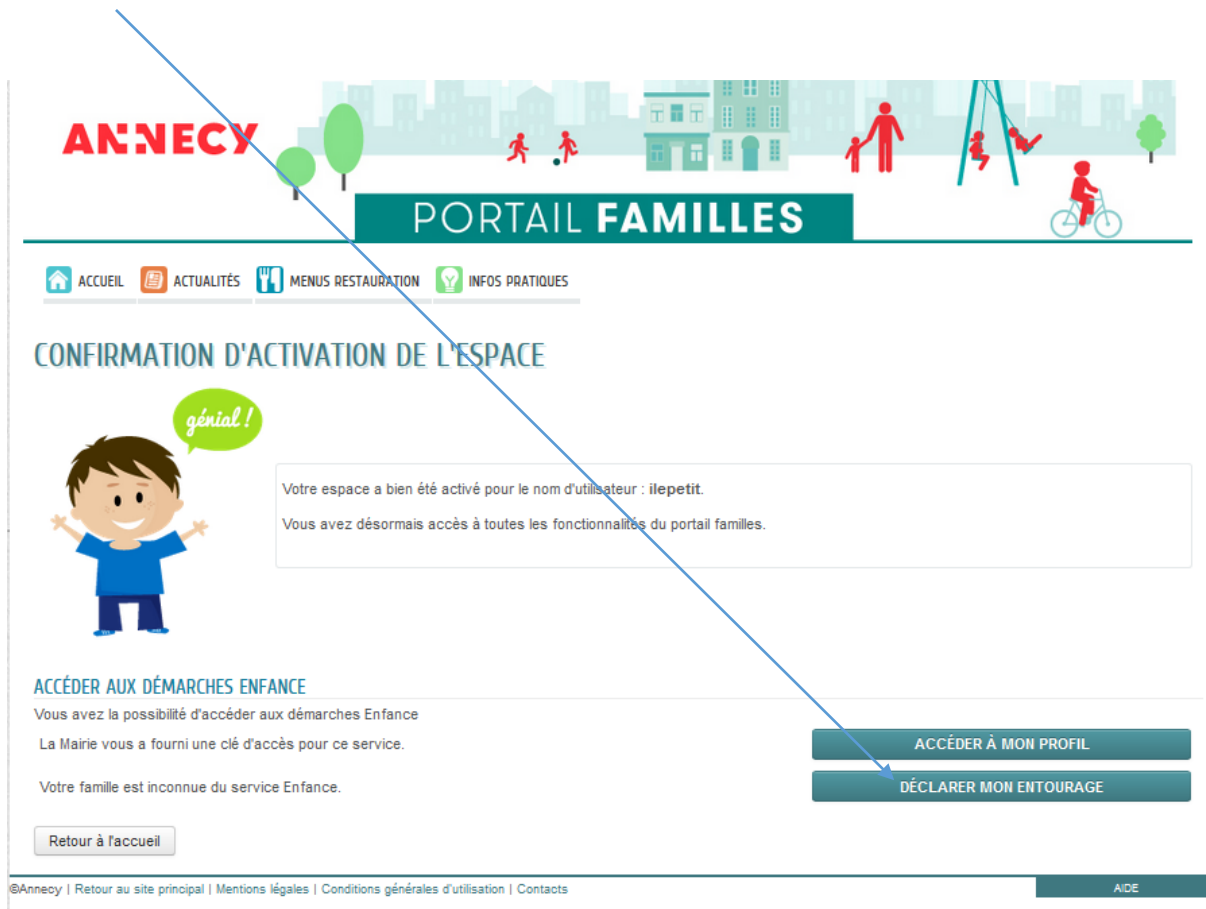 ANNECY
PORTAIL FAMILLES
ACCUEIL ACTUALITÉS MENUS RESTAURATION INFOS PRATIQUES
CONFIRMATION D'ACTIVATION DE L'ESPACE
génial !
Votre espace a bien été activé pour le nom d'utilisateur : ilepetit.
Vous avez désormais accès à toutes les fonctionnalités du portail familles.
ACCÉDER AUX DÉMARCHES ENFANCE
Vous avez la possibilité d'accéder aux démarches Enfance
La Mairie vous a fourni une clé d'accès pour ce service.
ACCÉDER À MON PROFIL
Votre famille est inconnue du service Enfance.
DÉCLARER MON ENTOURAGE
Retour à l'accueil
©Annecy | Retour au site principal | Mentions légales | Conditions générales d'utilisation | Contacts
AIDE